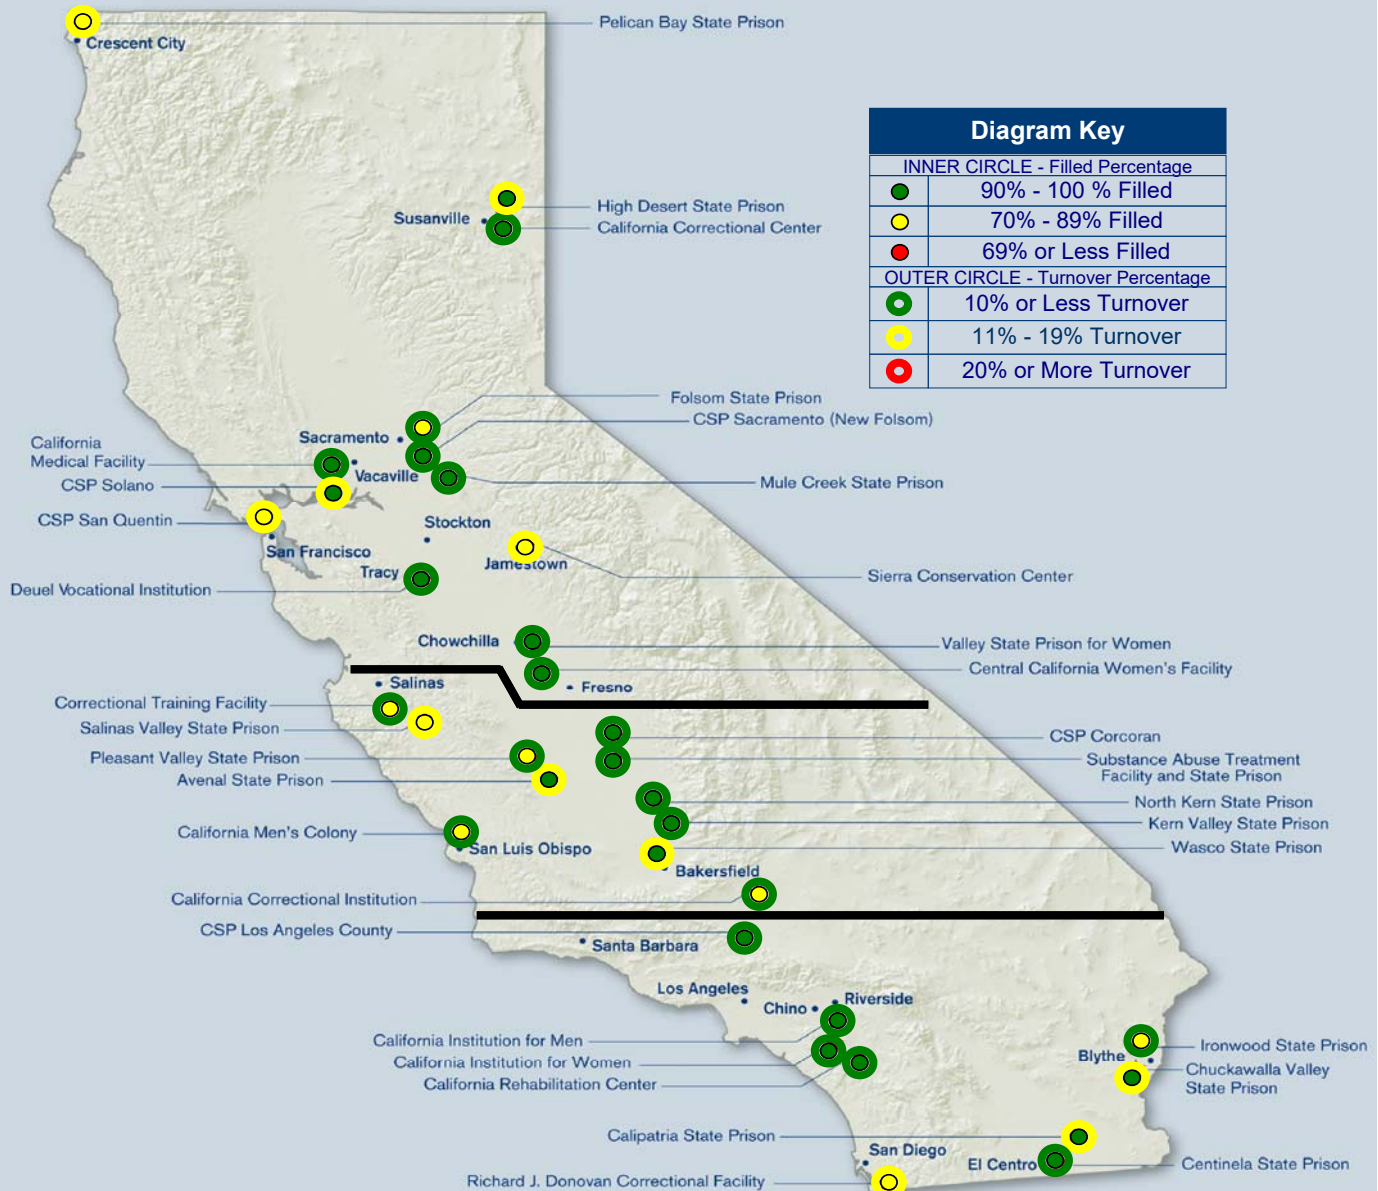 Pelican Bay State Prison
Crescent City
Diagram Key
INNER CIRCLE - Filled Percentage
90% - 100 % Filled
70% - 89% Filled
69% or Less Filled
OUTER CIRCLE - Turnover Percentage
10% or Less Turnover
11% - 19% Turnover
20% or More Turnover
High Desert State Prison
Susanville
California Correctional Center
Folsom State Prison
CSP Sacramento (New Folsom)
Sacramento
California
Medical Facility
Vacaville
CSP Solano
Mule Creek State Prison
CSP San Quentin
Stockton
San Francisco
Jamestown
Tracy
Sierra Conservation Center
Deuel Vocational Institution
Chowchilla
Valley State Prison for Women
Central California Women's Facility
Salinas
Fresno
Correctional Training Facility
Salinas Valley State Prison
CSP Corcoran
Pleasant Valley State Prison
Substance Abuse Treatment
Facility and State Prison
Avenal State Prison
North Kern State Prison
Kern Valley State Prison
California Men's Colony
San Luis Obispo
Wasco State Prison
Bakersfield
California Correctional Institution
CSP Los Angeles County
Santa Barbara
Los Angeles
Chino
Riverside
California Institution for Men
California Institution for Women
California Rehabilitation Center
Ironwood State Prison
Blythe
Chuckawalla Valley
State Prison
Calipatria State Prison
San Diego
El Centro
Centinela State Prison
Richard J. Donovan Correctional Facility